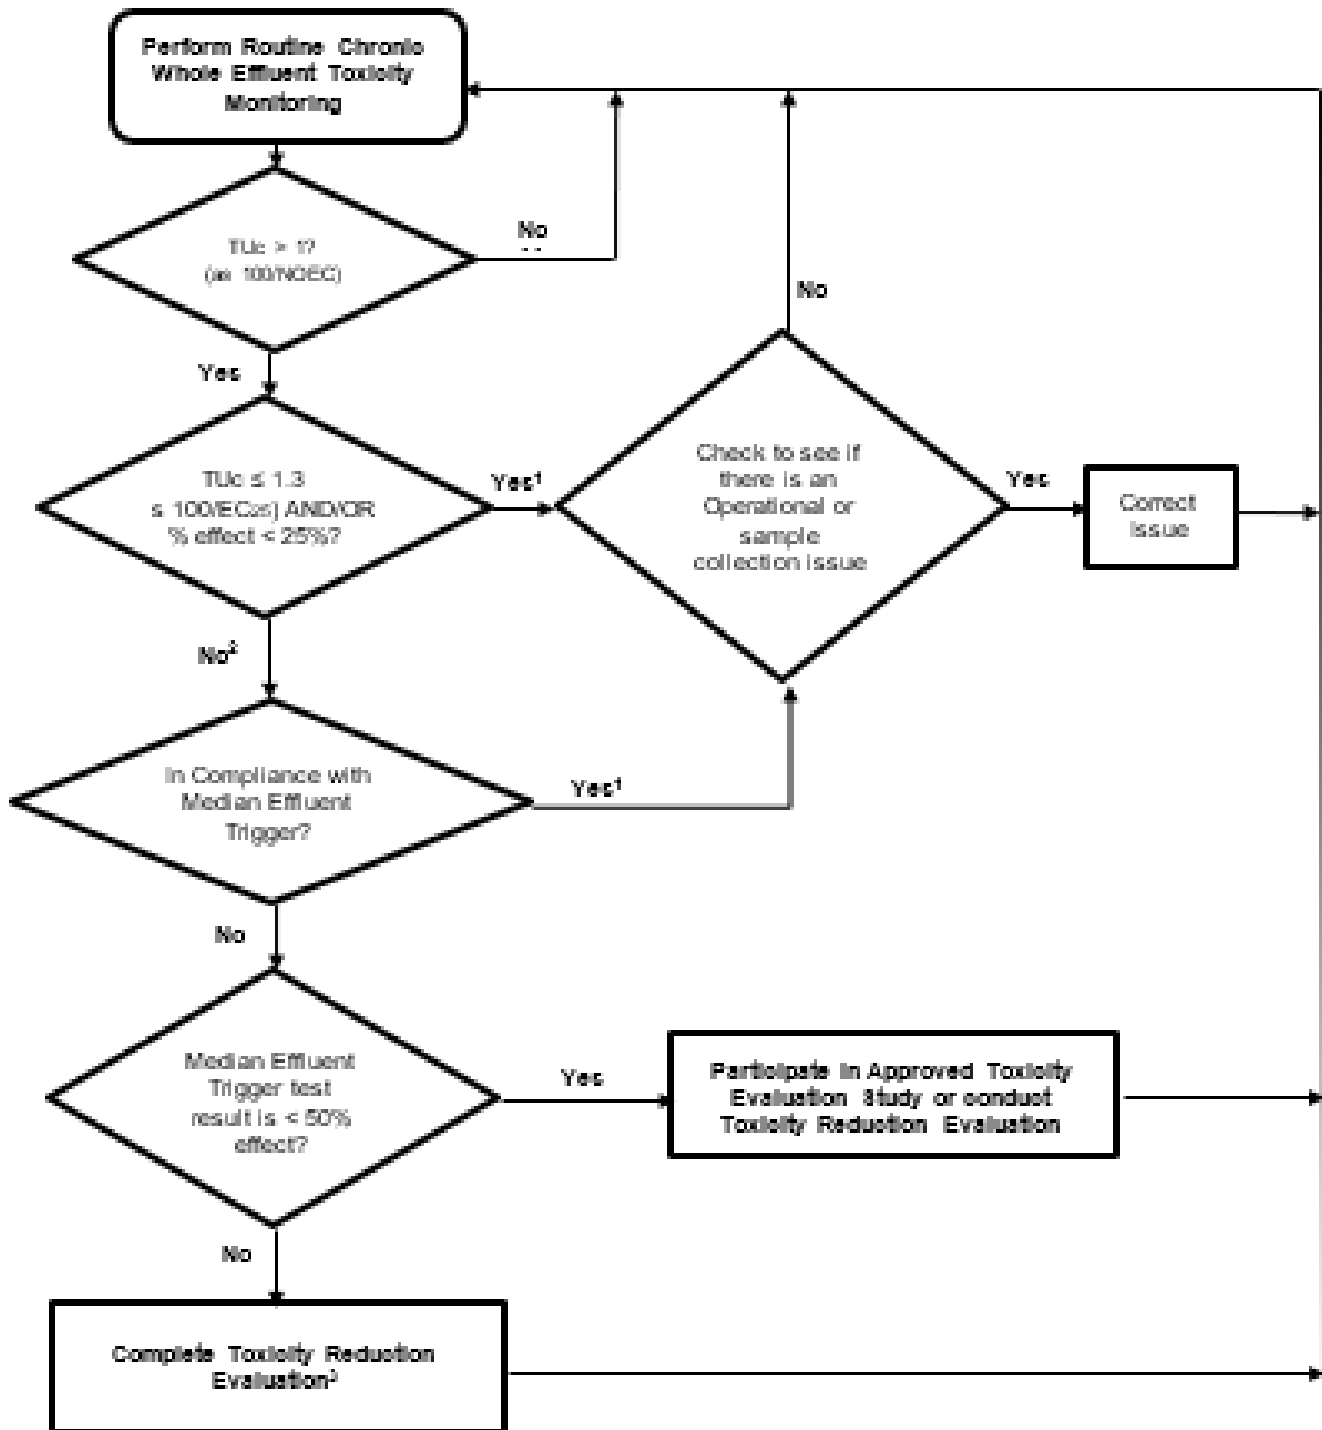 Perform Routine Chronic
Whole Effluent Toxicity
Monitoring
TUc > 1?
(as 100/NOEC)
No
Yes
TUc ≤ 1.3
≤ 100/EC25) AND/OR
% effect < 25%?
Yes¹
Check to see if
there is an
Operational or
sample
collection issue
No
Yes
Correct
Issue
No²
In Compliance with
Median Effluent
Trigger?
Yes¹
No
Median Effluent
Trigger test
result is < 50%
effect?
Yes
Participate in Approved Toxicity
Evaluation Study or conduct
Toxicity Reduction Evaluation
No
Complete Toxicity Reduction
Evaluation³